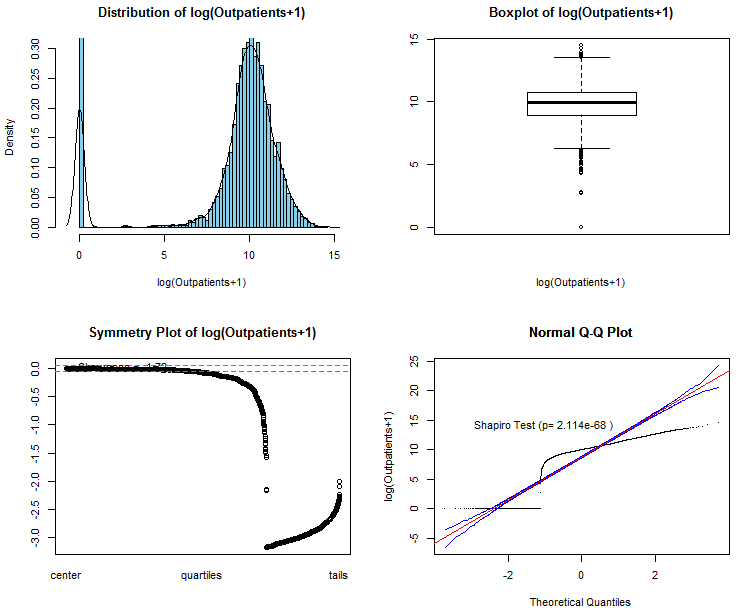 Distribution of log(Outpatients+1)
Density
0.00 0.05 0.10 0.15 0.20 0.25 0.30
0 5 10 15
log(Outpatients+1)
Boxplot of log(Outpatients+1)
0 5 10 15
log(Outpatients+1)
Symmetry Plot of log(Outpatients+1)
0.0 -0.5 -1.0 -1.5 -2.0 -2.5 -3.0
center quartiles tails
Normal Q-Q Plot
log(Outpatients+1)
-5 0 5 10 15 20 25
Shapiro Test (p= 2.114e-68 )
-2 0 2
Theoretical Quantiles